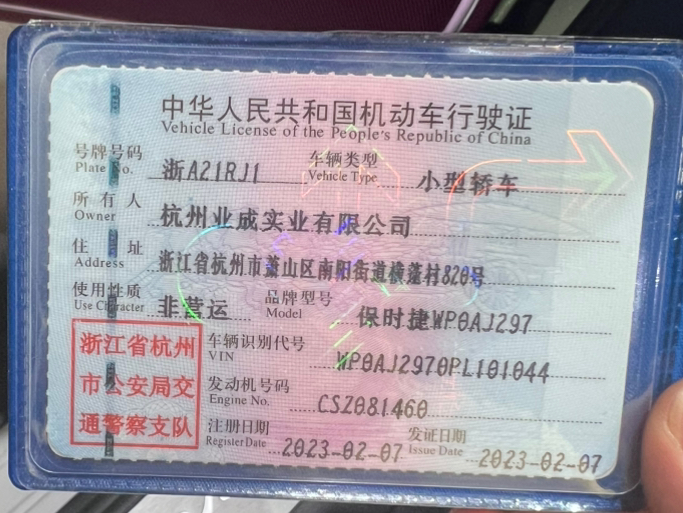 中华人民共和国机动车行驶证
Vehicle License of the People's Republic of China
号牌号码 浙A21RJ1 车辆类型 小型轿车
Plate No. Vehicle Type
所有人 杭州业成实业有限公司
Owner
住址 浙江省杭州市萧山区南阳街道横蓬村820号
Address
使用性质 非营运 品牌型号 保时捷WP0AJ297
Use Character Model
浙江省杭州
市公安局交
通警察支队
车辆识别代号 WP0AJ2970PL101044
VIN
发动机号码 CSZ081460
Engine No.
注册日期 2023-02-07 发证日期 2023-02-07
Register Date Issue Date